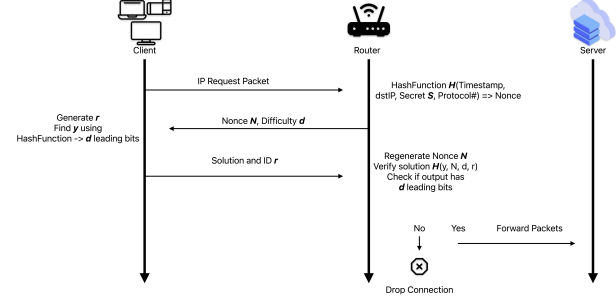 Client
Router
Server
IP Request Packet
HashFunction H(Timestamp,
dstIP, Secret S, Protocol#) => Nonce
Generate r
Find y using
HashFunction -> d leading bits
Nonce N, Difficulty d
Solution and ID r
Regenerate Nonce N
Verify solution H(y, N, d, r)
Check if output has
d leading bits
No
Yes
Forward Packets
Drop Connection